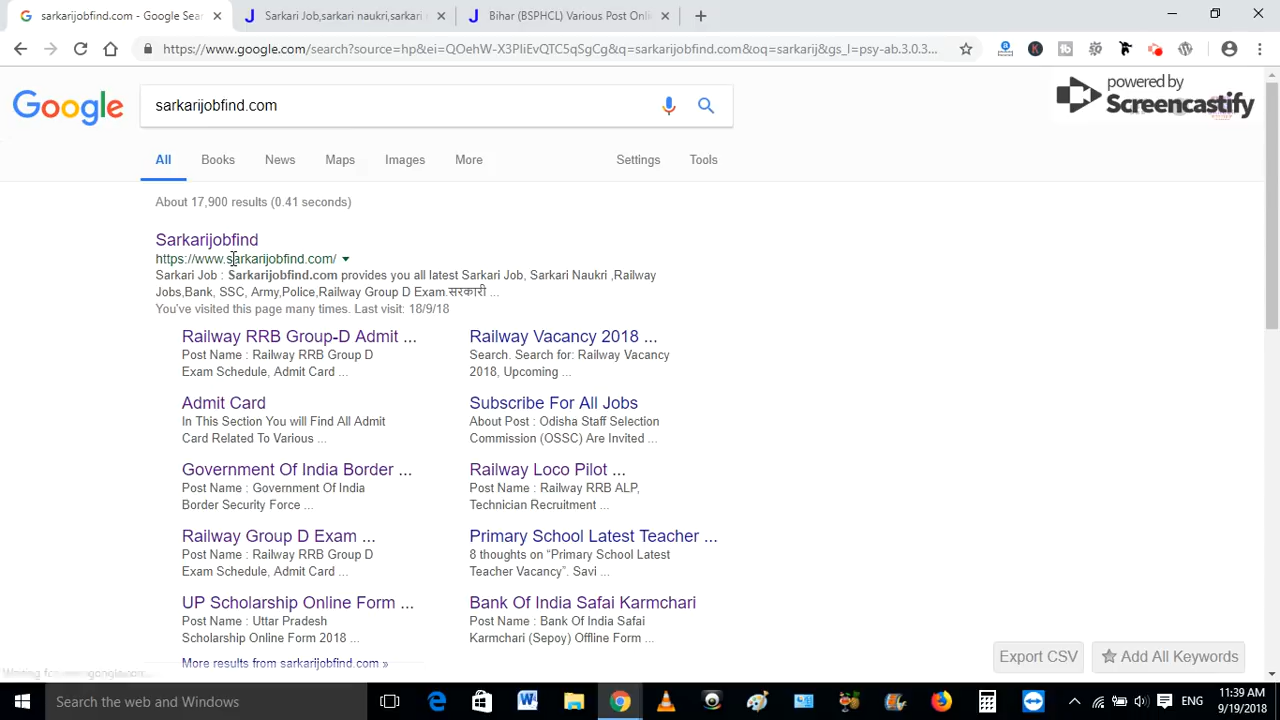 sarkarijobfind.com - Google Sea
Sarkari Job,sarkari naukri,sarkari
Bihar (BSPHCL) Various Post Onli
https://www.google.com/search?source=hp&ei=QOehW-X3PIiEvQTC5qSgCg&q=sarkarijobfind.com&oq=sarkarij&gs_l=psy-ab.3.0.3...
Google
sarkarijobfind.com
powered by
Screencastify
All Books News Maps Images More Settings Tools
About 17,900 results (0.41 seconds)
Sarkarijobfind
https://www.sarkarijobfind.com/
Sarkari Job : Sarkarijobfind.com provides you all latest Sarkari Job, Sarkari Naukri ,Railway
Jobs,Bank, SSC, Army,Police,Railway Group D Exam.सरकारी ...
You've visited this page many times. Last visit: 18/9/18
Railway RRB Group-D Admit ...
Post Name : Railway RRB Group D
Exam Schedule, Admit Card ...
Railway Vacancy 2018 ...
Search. Search for: Railway Vacancy
2018, Upcoming ...
Admit Card
In This Section You will Find All Admit
Card Related To Various ...
Subscribe For All Jobs
About Post : Odisha Staff Selection
Commission (OSSC) Are Invited ...
Government Of India Border ...
Post Name : Government Of India
Border Security Force ...
Railway Loco Pilot ...
Post Name : Railway RRB ALP,
Technician Recruitment ...
Railway Group D Exam ...
Post Name : Railway RRB Group D
Exam Schedule, Admit Card ...
Primary School Latest Teacher ...
8 thoughts on “Primary School Latest
Teacher Vacancy”. Savi ...
UP Scholarship Online Form ...
Post Name : Uttar Pradesh
Scholarship Online Form 2018 ...
Bank Of India Safai Karmchari
Post Name : Bank Of India Safai
Karmchari (Sepoy) Offline Form ...
More results from sarkarijobfind.com »
Export CSV
Add All Keywords
Search the web and Windows
ENG
11:39 AM
9/19/2018